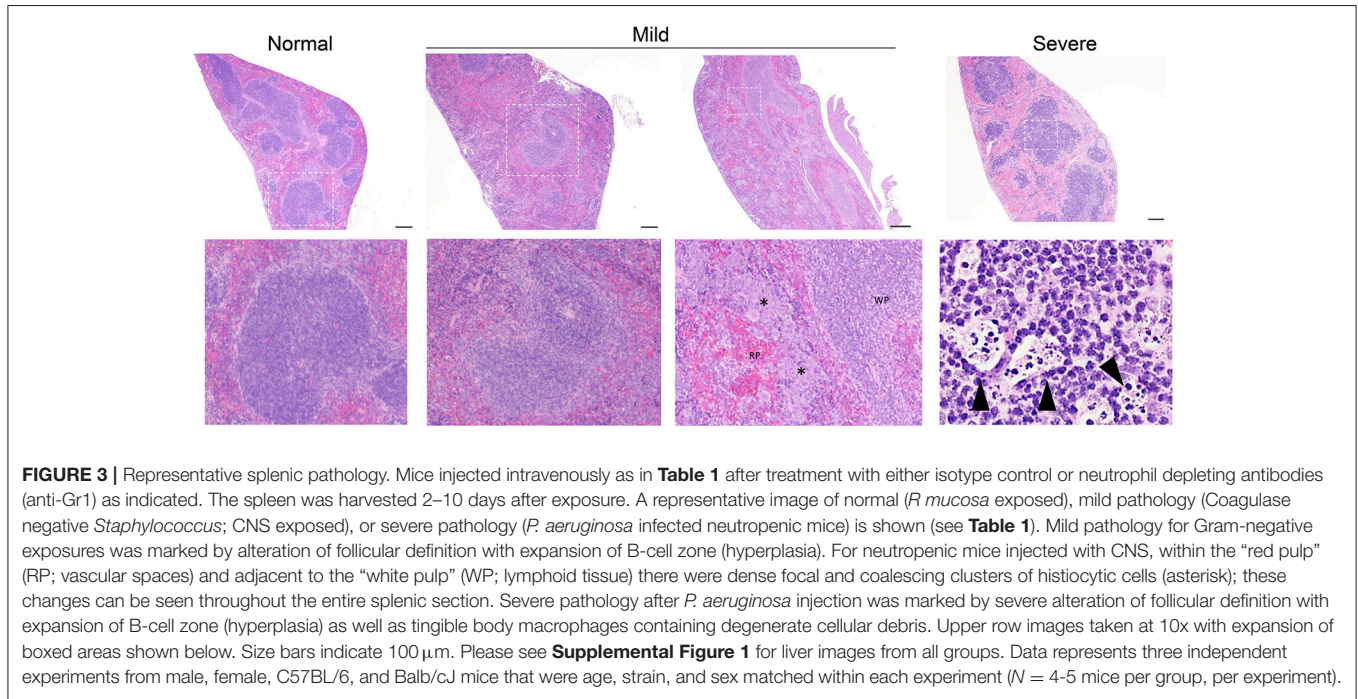 Normal
Mild
Severe
*
*
RP
WP
FIGURE 3 | Representative splenic pathology. Mice injected intravenously as in Table 1 after treatment with either isotype control or neutrophil depleting antibodies
(anti-Gr1) as indicated. The spleen was harvested 2–10 days after exposure. A representative image of normal (R mucosa exposed), mild pathology (Coagulase
negative Staphylococcus; CNS exposed), or severe pathology (P. aeruginosa infected neutropenic mice) is shown (see Table 1). Mild pathology for Gram-negative
exposures was marked by alteration of follicular definition with expansion of B-cell zone (hyperplasia). For neutropenic mice injected with CNS, within the “red pulp”
(RP; vascular spaces) and adjacent to the “white pulp” (WP; lymphoid tissue) there were dense focal and coalescing clusters of histiocytic cells (asterisk); these
changes can be seen throughout the entire splenic section. Severe pathology after P. aeruginosa injection was marked by severe alteration of follicular definition with
expansion of B-cell zone (hyperplasia) as well as tingible body macrophages containing degenerate cellular debris. Upper row images taken at 10x with expansion of
boxed areas shown below. Size bars indicate 100 μm. Please see Supplemental Figure 1 for liver images from all groups. Data represents three independent
experiments from male, female, C57BL/6, and Balb/cJ mice that were age, strain, and sex matched within each experiment (N = 4-5 mice per group, per experiment).